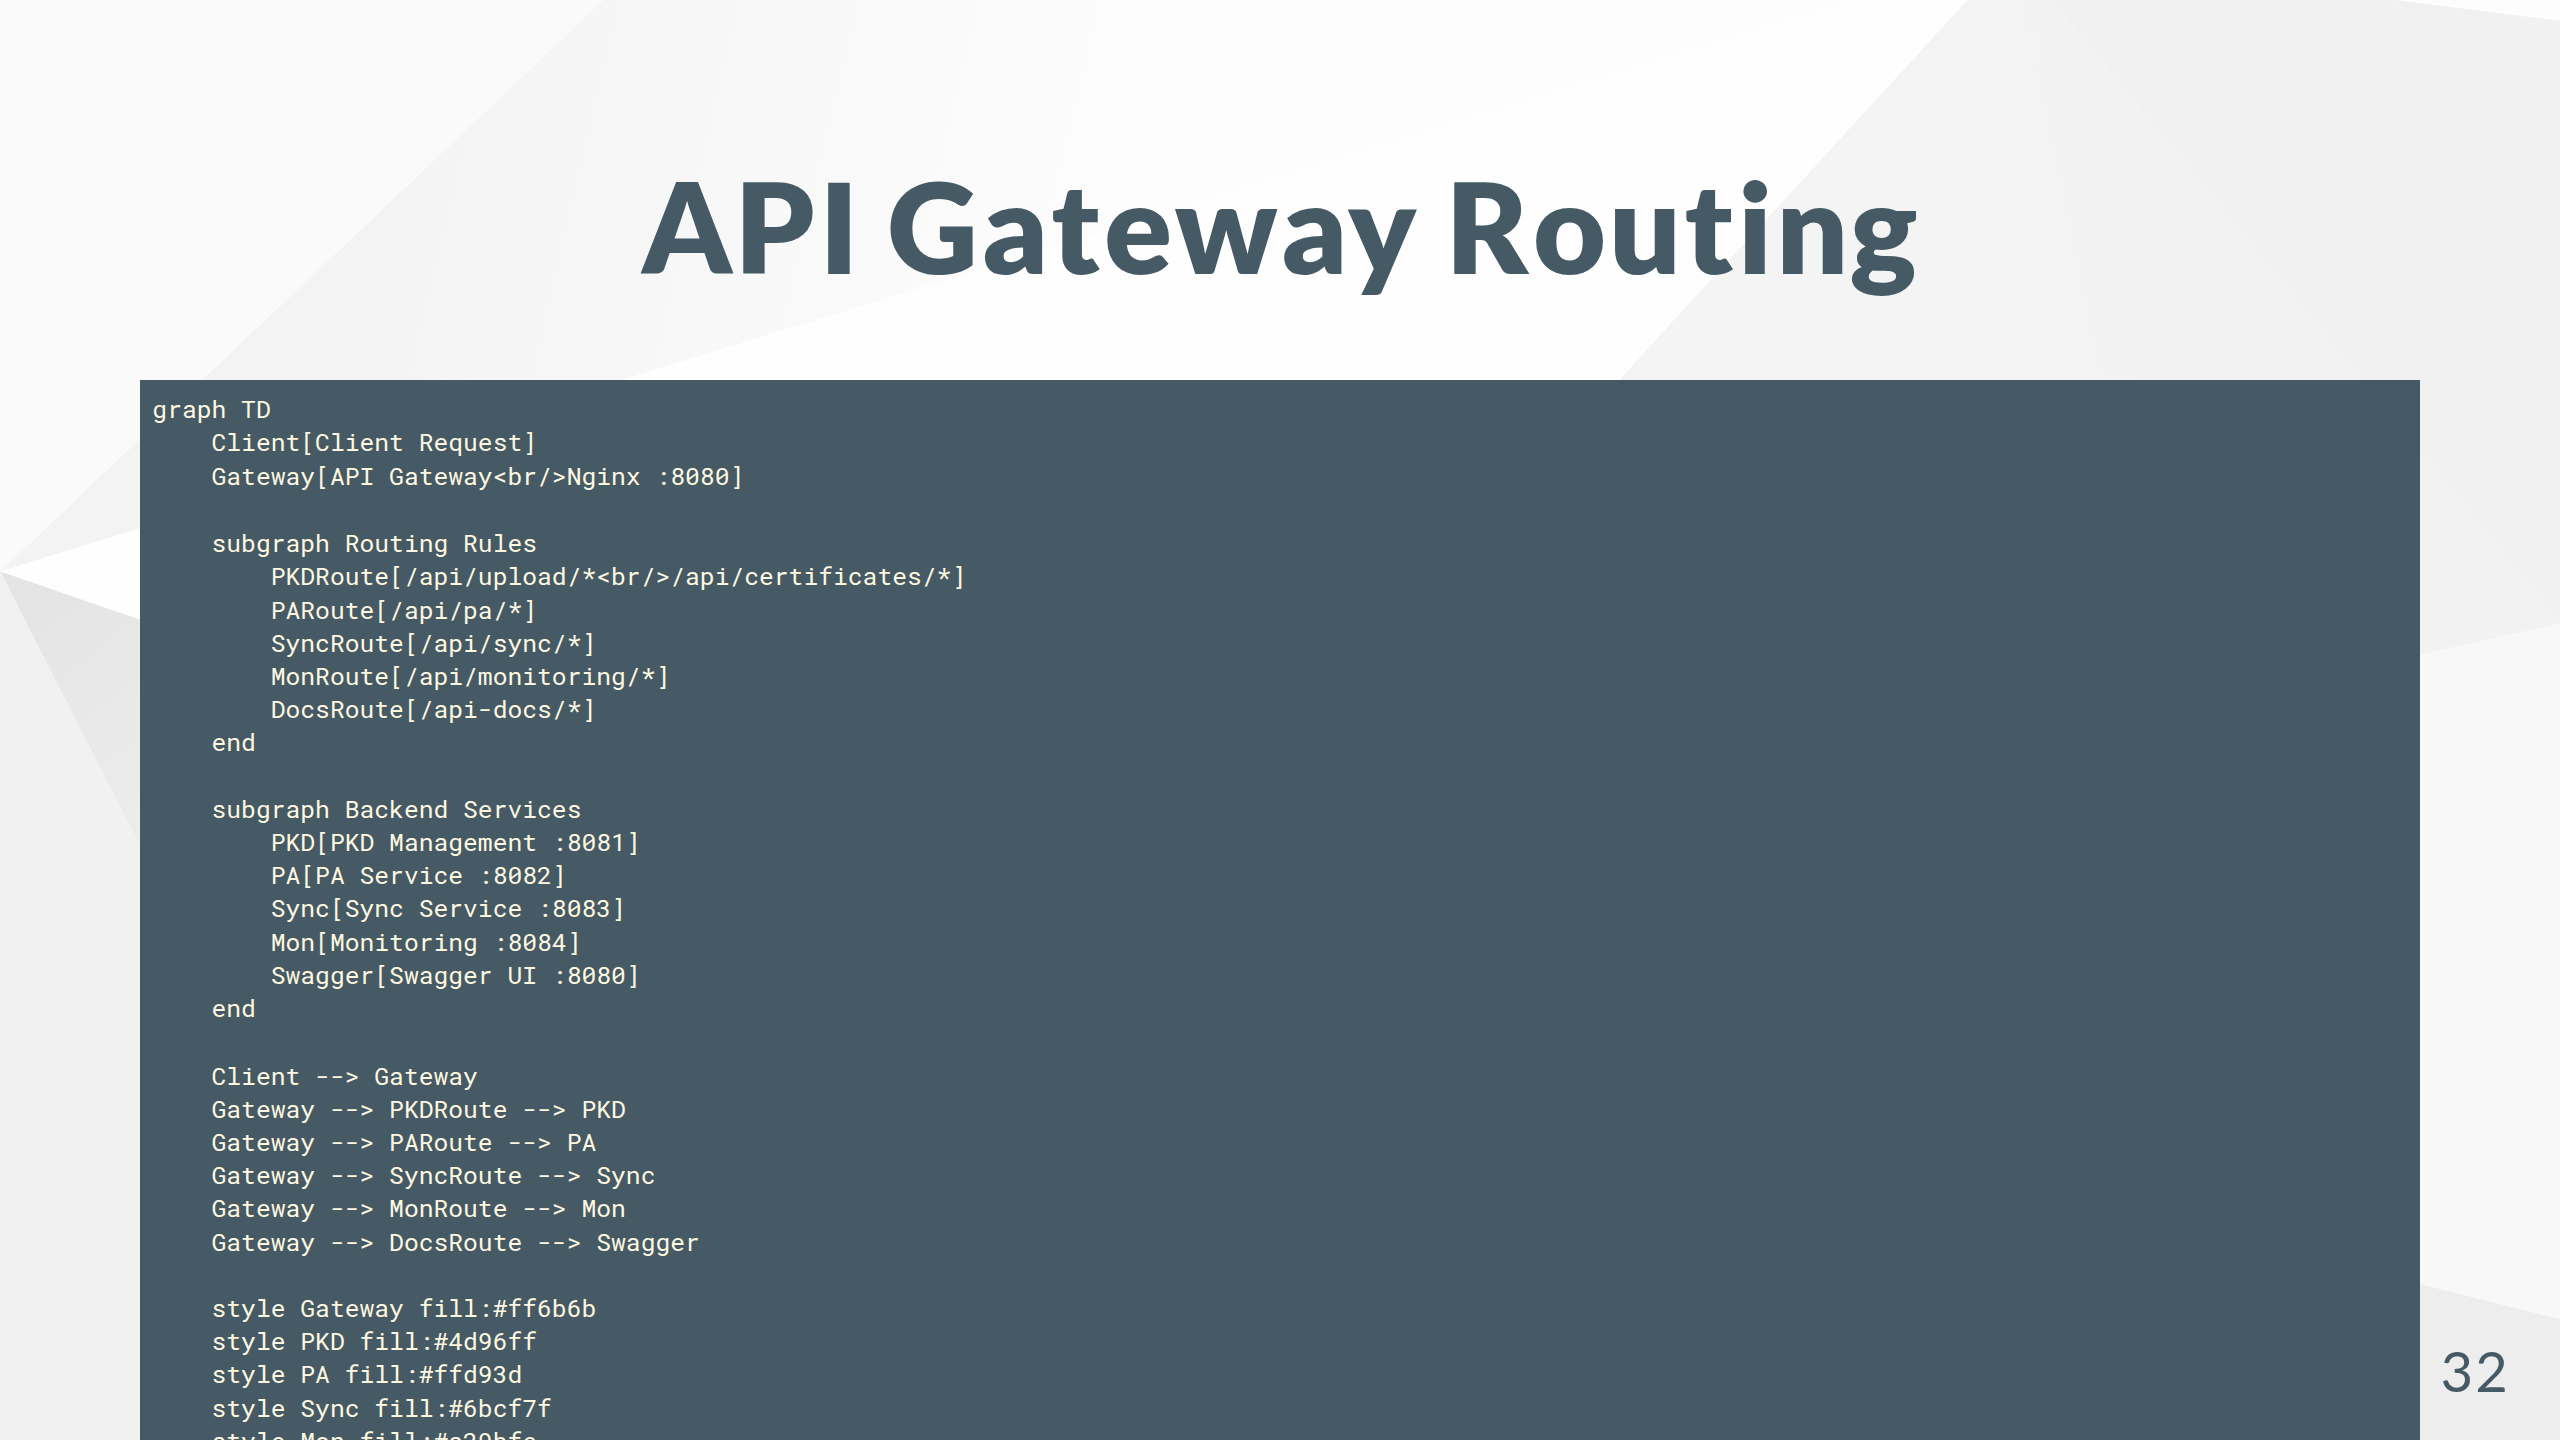 API Gateway Routing
graph TD
    Client[Client Request]
    Gateway[API Gateway<br/>Nginx :8080]

    subgraph Routing Rules
        PKDRoute[/api/upload/*<br/>/api/certificates/*]
        PARoute[/api/pa/*]
        SyncRoute[/api/sync/*]
        MonRoute[/api/monitoring/*]
        DocsRoute[/api-docs/*]
    end

    subgraph Backend Services
        PKD[PKD Management :8081]
        PA[PA Service :8082]
        Sync[Sync Service :8083]
        Mon[Monitoring :8084]
        Swagger[Swagger UI :8080]
    end

    Client --> Gateway
    Gateway --> PKDRoute --> PKD
    Gateway --> PARoute --> PA
    Gateway --> SyncRoute --> Sync
    Gateway --> MonRoute --> Mon
    Gateway --> DocsRoute --> Swagger

    style Gateway fill:#ff6b6b
    style PKD fill:#4d96ff
    style PA fill:#ffd93d
    style Sync fill:#6bcf7f
    style Mon
32